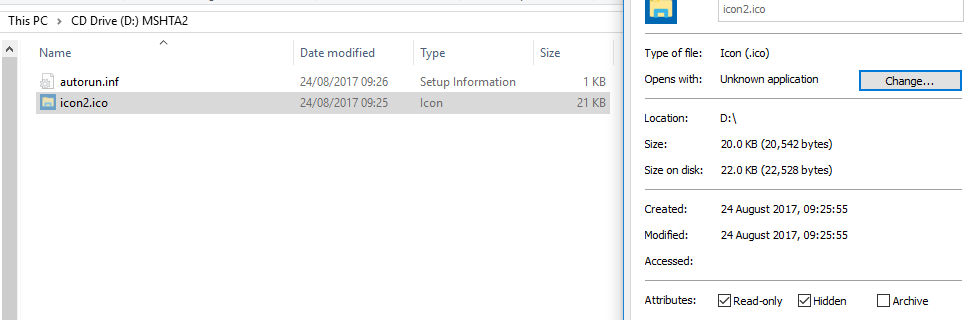 This PC > CD Drive (D:) MSHTA2
Name Date modified Type Size
autorun.inf 24/08/2017 09:26 Setup Information 1 KB
icon2.ico 24/08/2017 09:25 Icon 21 KB
icon2.ico
Type of file: Icon (.ico)
Opens with: Unknown application Change...
Location: D:\
Size: 20.0 KB (20,542 bytes)
Size on disk: 22.0 KB (22,528 bytes)
Created: 24 August 2017, 09:25:55
Modified: 24 August 2017, 09:25:55
Accessed:
Attributes: Read-only Hidden Archive